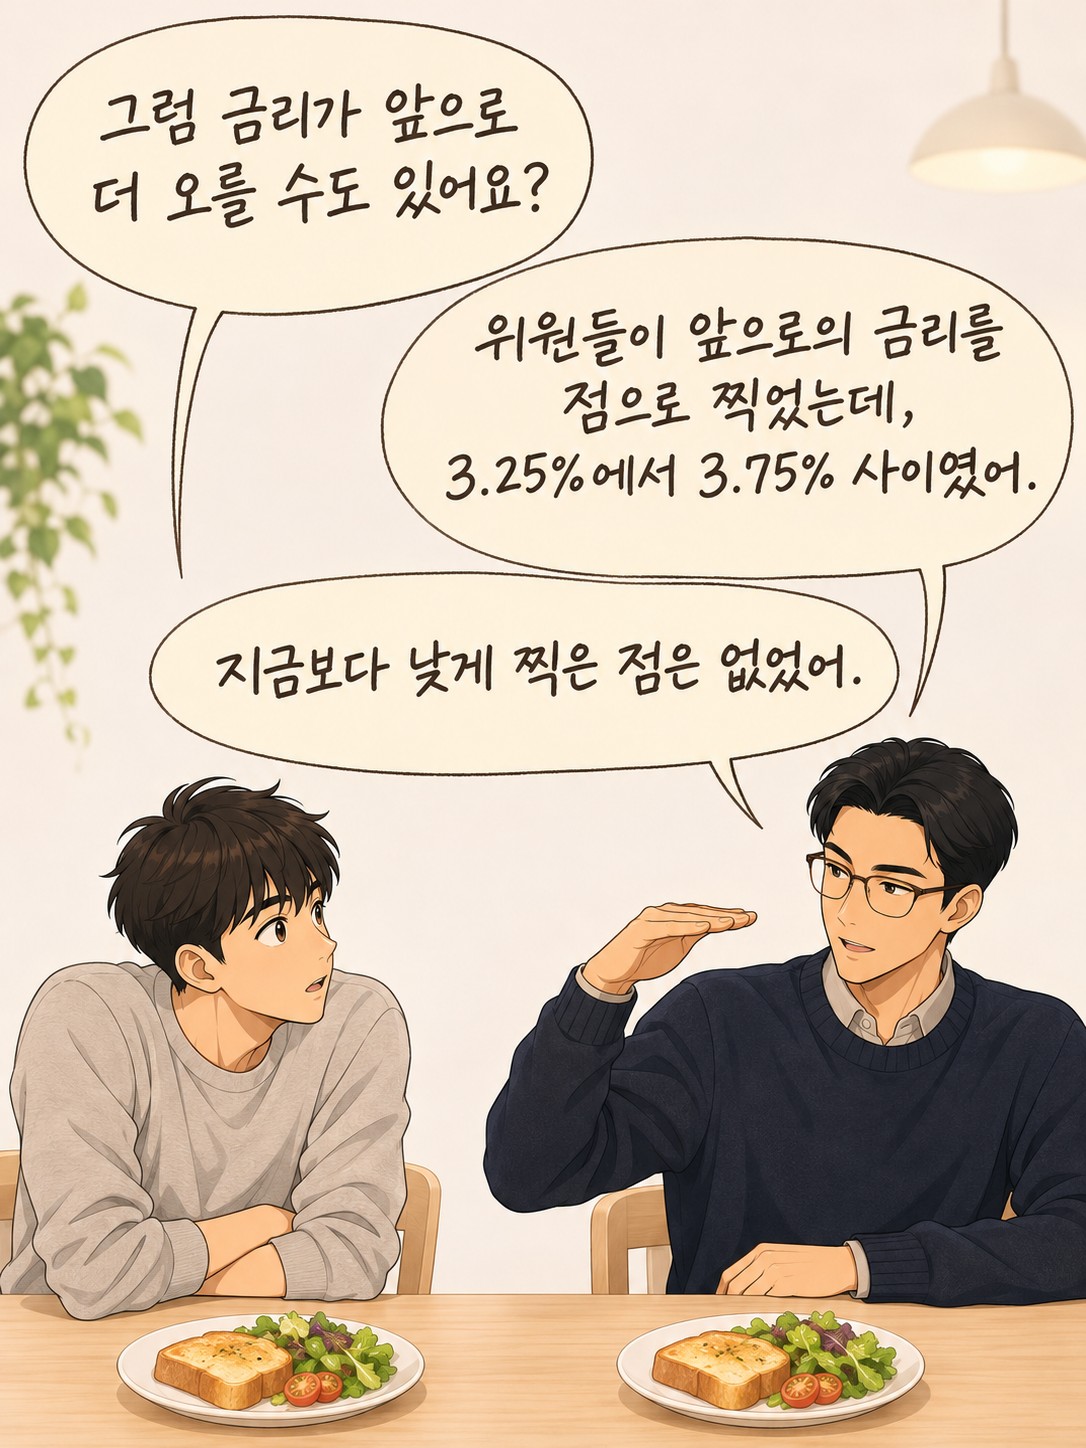 그럼 금리가 앞으로
더 오를 수도 있어요?
위원들이 앞으로의 금리를
점으로 찍었는데,
3.25%에서 3.75% 사이였어.
지금보다 낮게 찍은 점은 없었어.